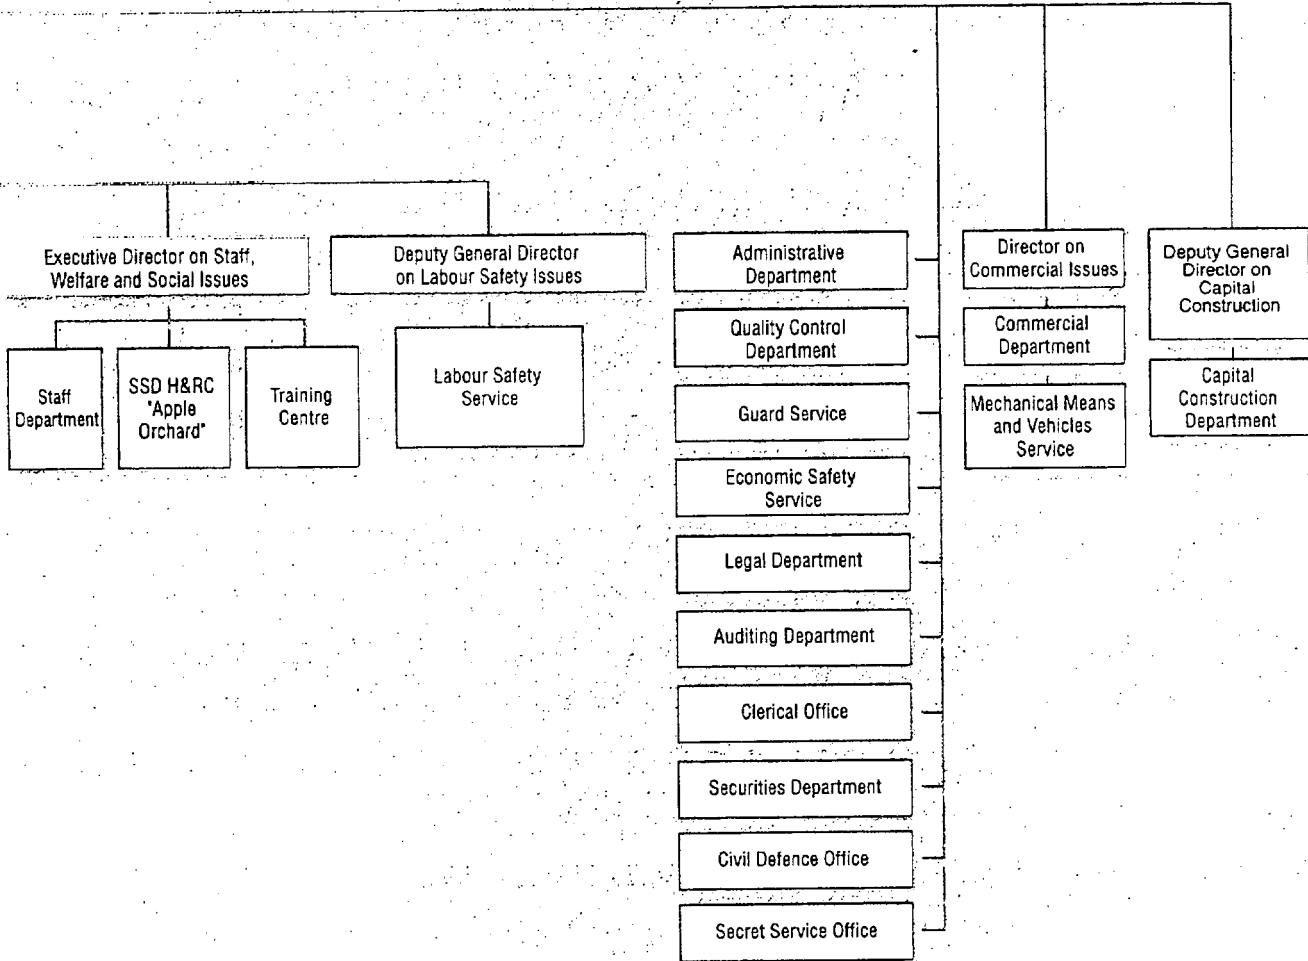 Executive Director on Staff,
Welfare and Social Issues
Deputy General Director
on Labour Safety Issues
Administrative
Department
Director on
Commercial Issues
Deputy General
Director on
Capital
Construction
Quality Control
Department
Commercial
Department
Staff
Department
SSD H&RC
"Apple
Orchard"
Training
Centre
Labour Safety
Service
Capital
Construction
Department
Guard Service
Mechanical Means
and Vehicles
Service
Economic Safety
Service
Legal Department
Auditing Department
Clerical Office
Securities Department
Civil Defence Office
Secret Service Office